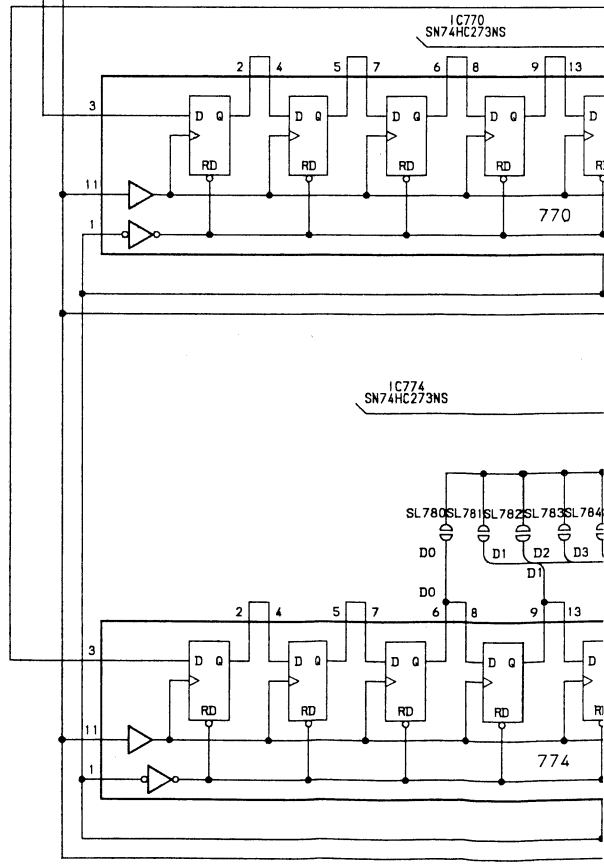 IC770
SN74HC273NS
2 4 5 7 6 8 9 13
3
D Q D Q D Q D Q D
RD RD RD RD
11
1
770
IC774
SN74HC273NS
SL780 SL781 SL782 SL783 SL784
D0 D1 D2 D3
D1
D0
2 4 5 7 6 8 9 13
3
D Q D Q D Q D Q D
RD RD RD RD
11
1
774